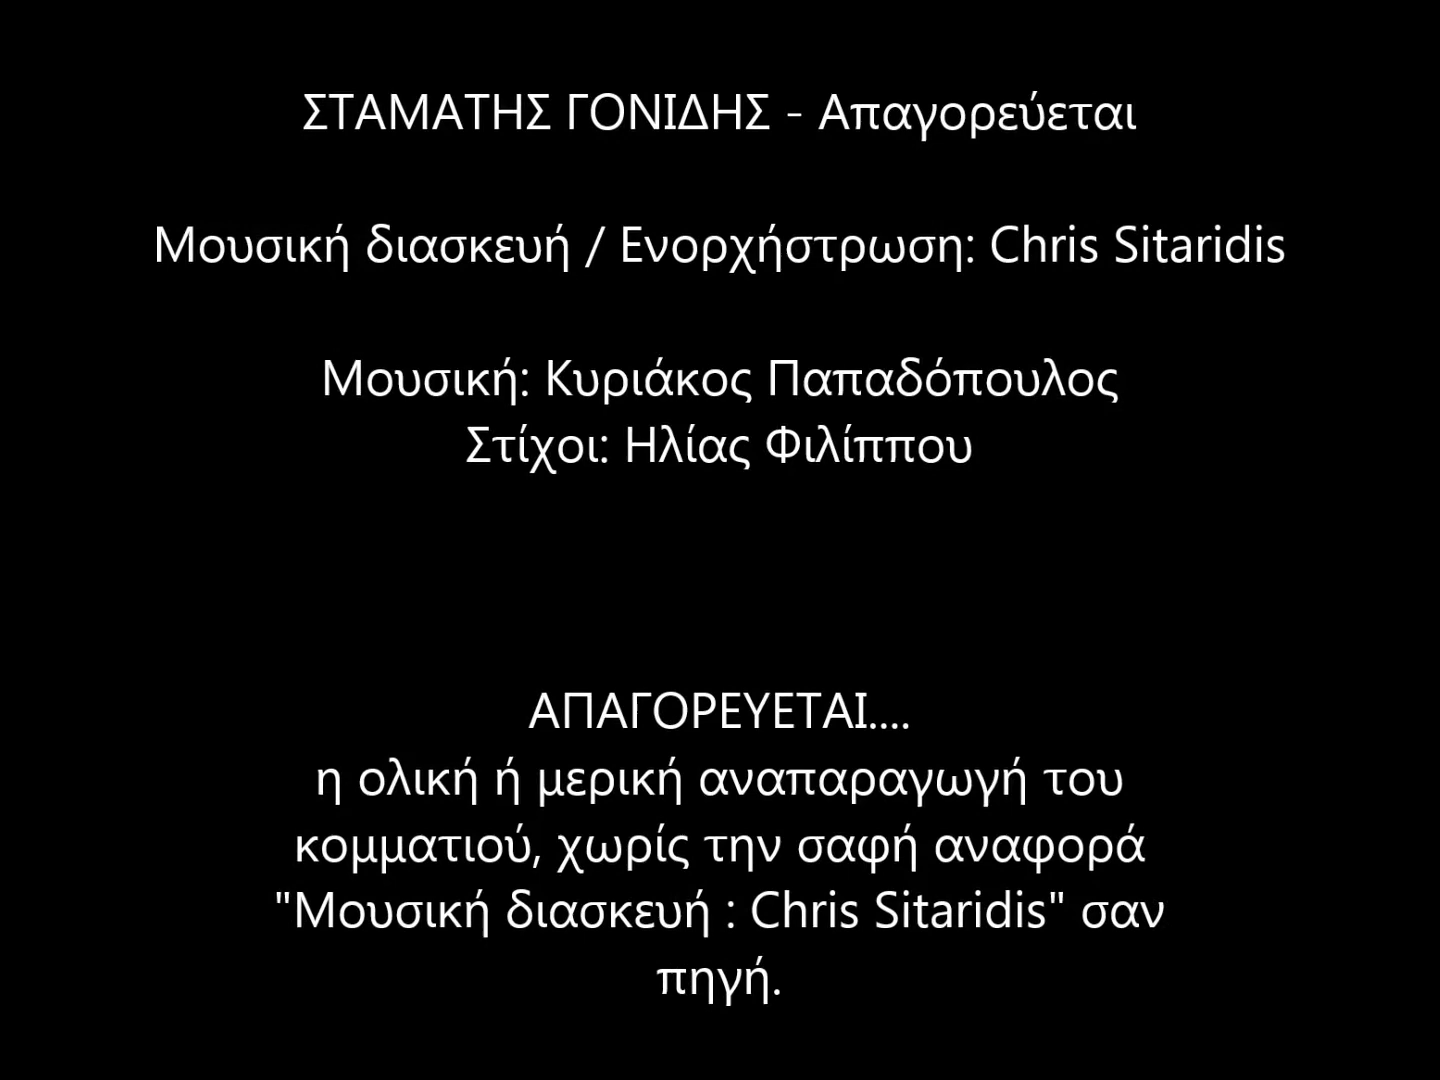 ΣΤΑΜΑΤΗΣ ΓΟΝΙΔΗΣ - Απαγορεύεται
Μουσική διασκευή / Ενορχήστρωση: Chris Sitaridis
Μουσική: Κυριάκος Παπαδόπουλος
Στίχοι: Ηλίας Φιλίππου
ΑΠΑΓΟΡΕΥΕΤΑΙ....
η ολική ή μερική αναπαραγωγή του
κομματιού, χωρίς την σαφή αναφορά
"Μουσική διασκευή : Chris Sitaridis" σαν
πηγή.